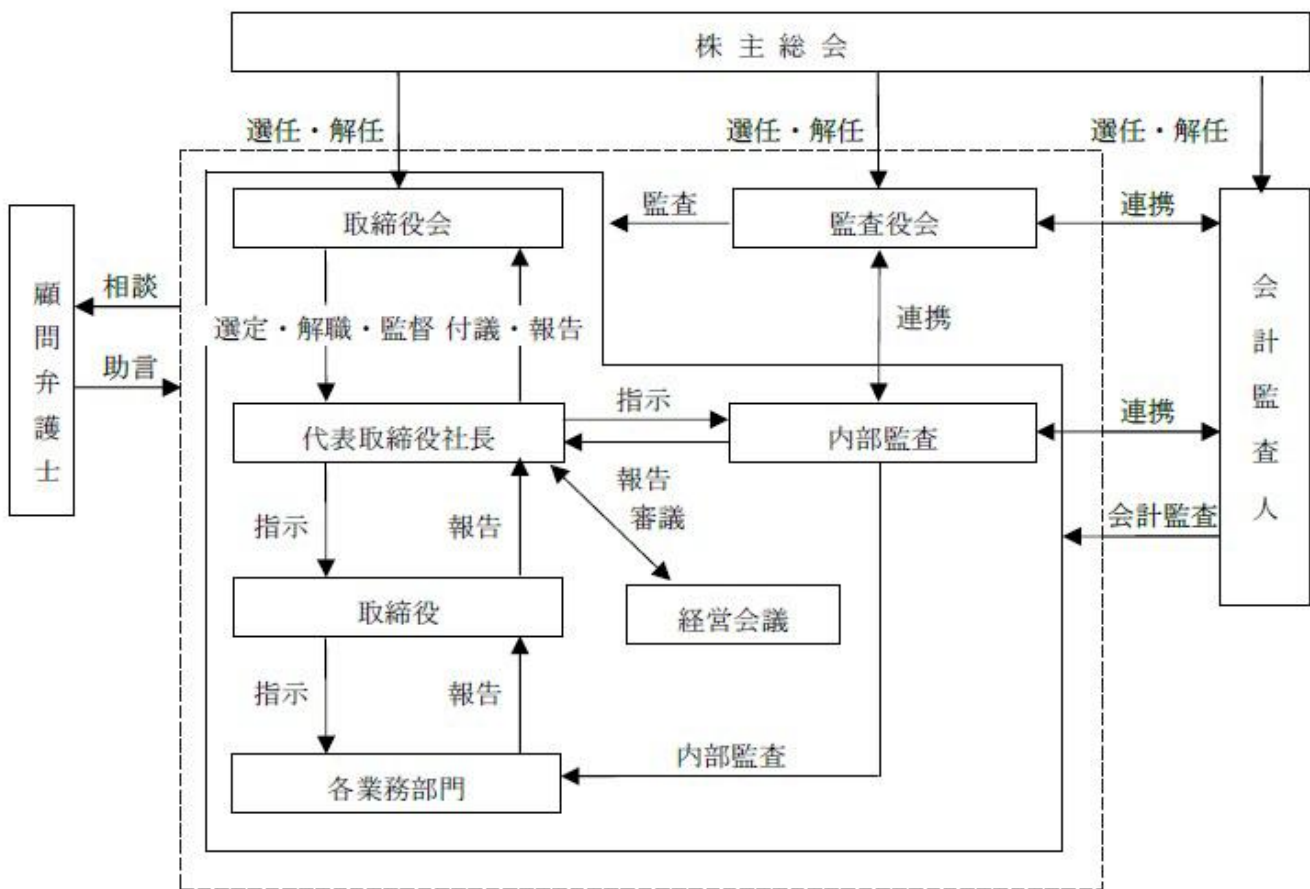 株主総会
選任・解任
選任・解任
選任・解任
取締役会
監査
監査役会
連携
顧問弁護士
相談
助言
会計監査人
選定・解職・監督
付議・報告
連携
代表取締役社長
指示
内部監査
連携
報告
審議
指示
報告
会計監査
取締役
経営会議
指示
報告
内部監査
各業務部門